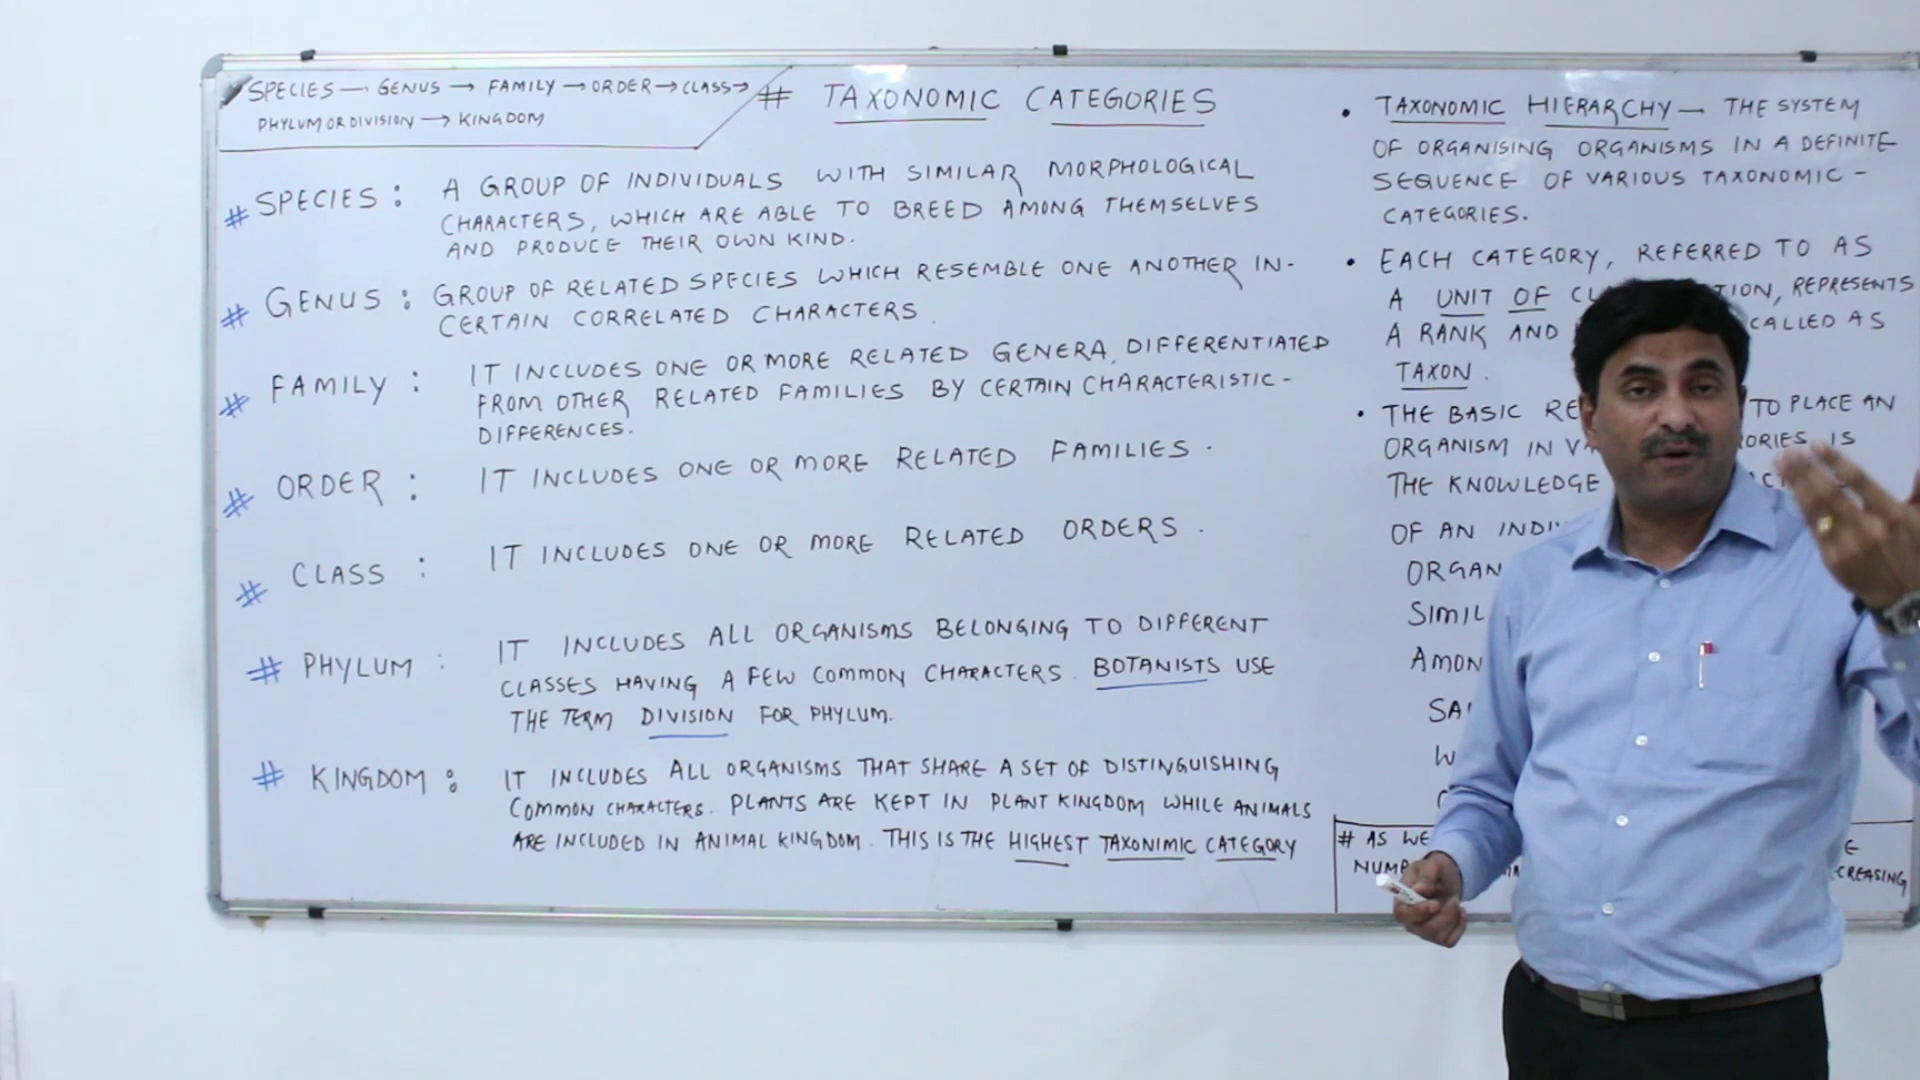 SPECIES → GENUS → FAMILY → ORDER → CLASS →
PHYLUM OR DIVISION → KINGDOM
# TAXONOMIC CATEGORIES
# SPECIES : A GROUP OF INDIVIDUALS WITH SIMILAR MORPHOLOGICAL
CHARACTERS, WHICH ARE ABLE TO BREED AMONG THEMSELVES
AND PRODUCE THEIR OWN KIND.
# GENUS : GROUP OF RELATED SPECIES WHICH RESEMBLE ONE ANOTHER IN-
CERTAIN CORRELATED CHARACTERS.
# FAMILY : IT INCLUDES ONE OR MORE RELATED GENERA, DIFFERENTIATED
FROM OTHER RELATED FAMILIES BY CERTAIN CHARACTERISTIC-
DIFFERENCES.
# ORDER : IT INCLUDES ONE OR MORE RELATED FAMILIES.
# CLASS : IT INCLUDES ONE OR MORE RELATED ORDERS.
# PHYLUM : IT INCLUDES ALL ORGANISMS BELONGING TO DIFFERENT
CLASSES HAVING A FEW COMMON CHARACTERS. BOTANISTS USE
THE TERM DIVISION FOR PHYLUM.
# KINGDOM : IT INCLUDES ALL ORGANISMS THAT SHARE A SET OF DISTINGUISHING
COMMON CHARACTERS. PLANTS ARE KEPT IN PLANT KINGDOM WHILE ANIMALS
ARE INCLUDED IN ANIMAL KINGDOM. THIS IS THE HIGHEST TAXONIMIC CATEGORY
• TAXONOMIC HIERARCHY – THE SYSTEM
OF ORGANISING ORGANISMS IN A DEFINITE
SEQUENCE OF VARIOUS TAXONOMIC -
CATEGORIES.
• EACH CATEGORY, REFERRED TO AS
A UNIT OF REPRESENTS
A RANK AND CALLED AS
TAXON.
• THE BASIC TO PLACE AN
ORGANISM IN IS
THE KNOWLEDGE
OF AN
# AS WE